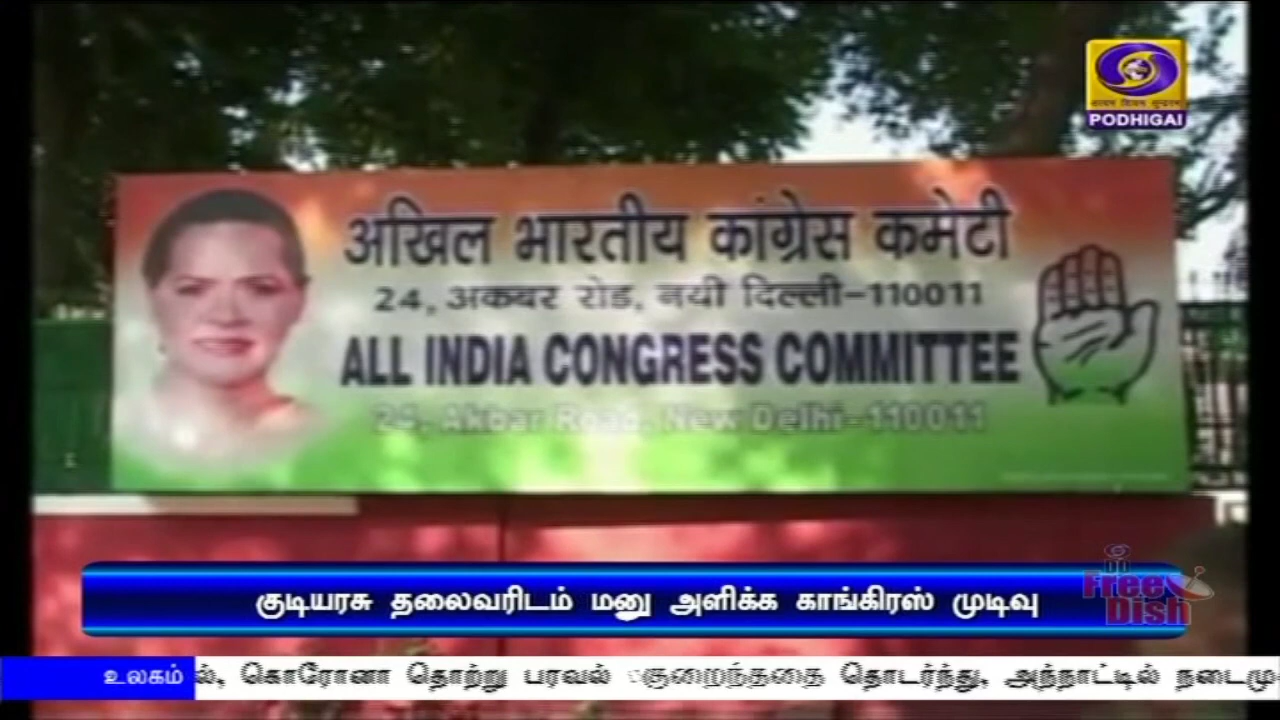 PODHIGAI
अखिल भारतीय कांग्रेस कमेटी
24, अकबर रोड, नयी दिल्ली-110011
ALL INDIA CONGRESS COMMITTEE
24, Akbar Road, New Delhi-110011
குடியரசு தலைவரிடம் மனு அளிக்க காங்கிரஸ் முடிவு
DD Free Dish
உலகம் ல், கொரோனா தொற்று பரவல் குறைந்ததை தொடர்ந்து, அந்நாட்டில் நடைமு